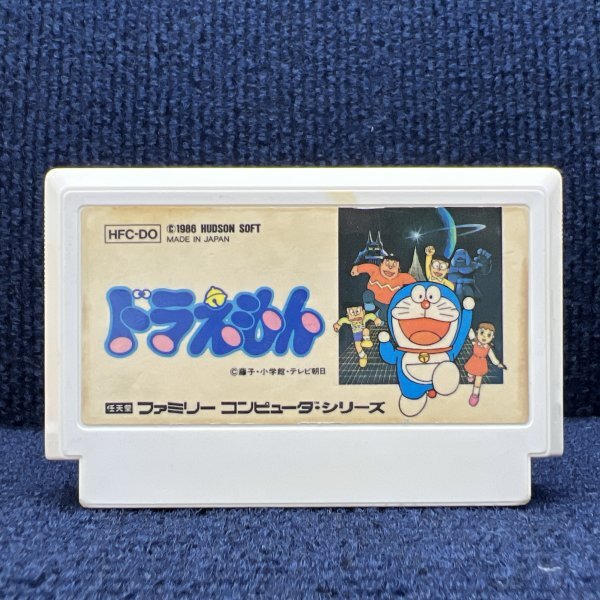 HFC-DO
©1986 HUDSON SOFT
MADE IN JAPAN
ドラえもん
©藤子・小学館・テレビ朝日
任天堂 ファミリー コンピュータ・シリーズ